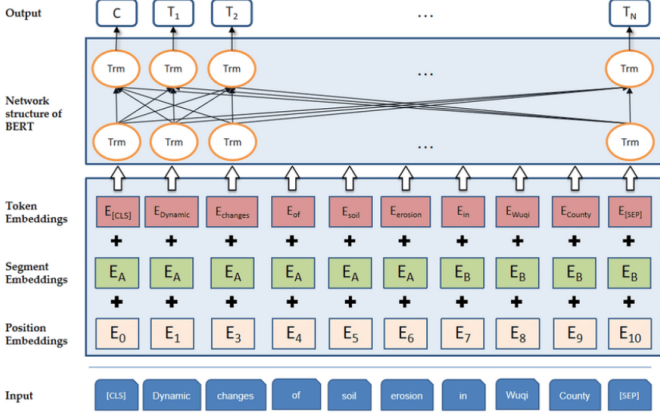 Output C T1 T2 ... TN
Trm Trm Trm ... Trm
Network
structure of
BERT
Trm Trm Trm ... Trm
Token
Embeddings
E[CLS] EDynamic Echanges Eof Esoil Eerosion Ein EWuqi ECounty E[SEP]
+ + + + + + + + + +
Segment
Embeddings
EA EA EA EA EA EA EB EB EB EB
+ + + + + + + + + +
Position
Embeddings
E0 E1 E3 E4 E5 E6 E7 E8 E9 E10
Input [CLS] Dynamic changes of soil erosion in Wuqi County [SEP]